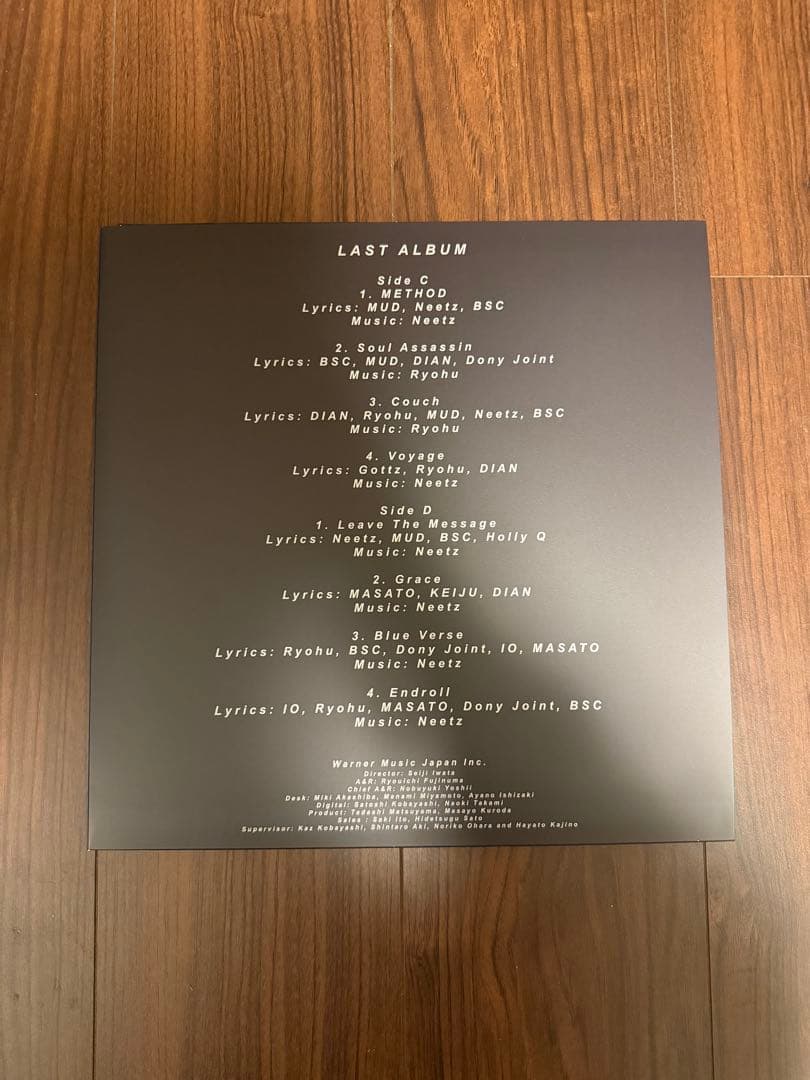 LAST ALBUM
Side C
1. METHOD
Lyrics: MUD, Neetz, BSC
Music: Neetz
2. Soul Assassin
Lyrics: BSC, MUD, DIAN, Dony Joint
Music: Ryohu
3. Couch
Lyrics: DIAN, Ryohu, MUD, Neetz, BSC
Music: Ryohu
4. Voyage
Lyrics: Gottz, Ryohu, DIAN
Music: Neetz
Side D
1. Leave The Message
Lyrics: Neetz, MUD, BSC, Holly Q
Music: Neetz
2. Grace
Lyrics: MASATO, KEIJU, DIAN
Music: Neetz
3. Blue Verse
Lyrics: Ryohu, BSC, Dony Joint, IO, MASATO
Music: Neetz
4. Endroll
Lyrics: IO, Ryohu, MASATO, Dony Joint, BSC
Music: Neetz
Warner Music Japan Inc.
Director: Seiji Iwata
A&R: Ryouichi Fujinuma
Chief A&R: Nobuyuki Yoshii
Desk: Miki Akashiba, Manami Miyamoto, Ayano Ishizaki
Digital: Satoshi Kobayashi, Naoki Takami
Product: Tadashi Matsuyama, Masayo Kuroda
Sales : Saki Ito, Hidetsugu Sato
Supervisor: Kaz Kobayashi, Shintaro Aki, Noriko Ohara and Hayato Kajino